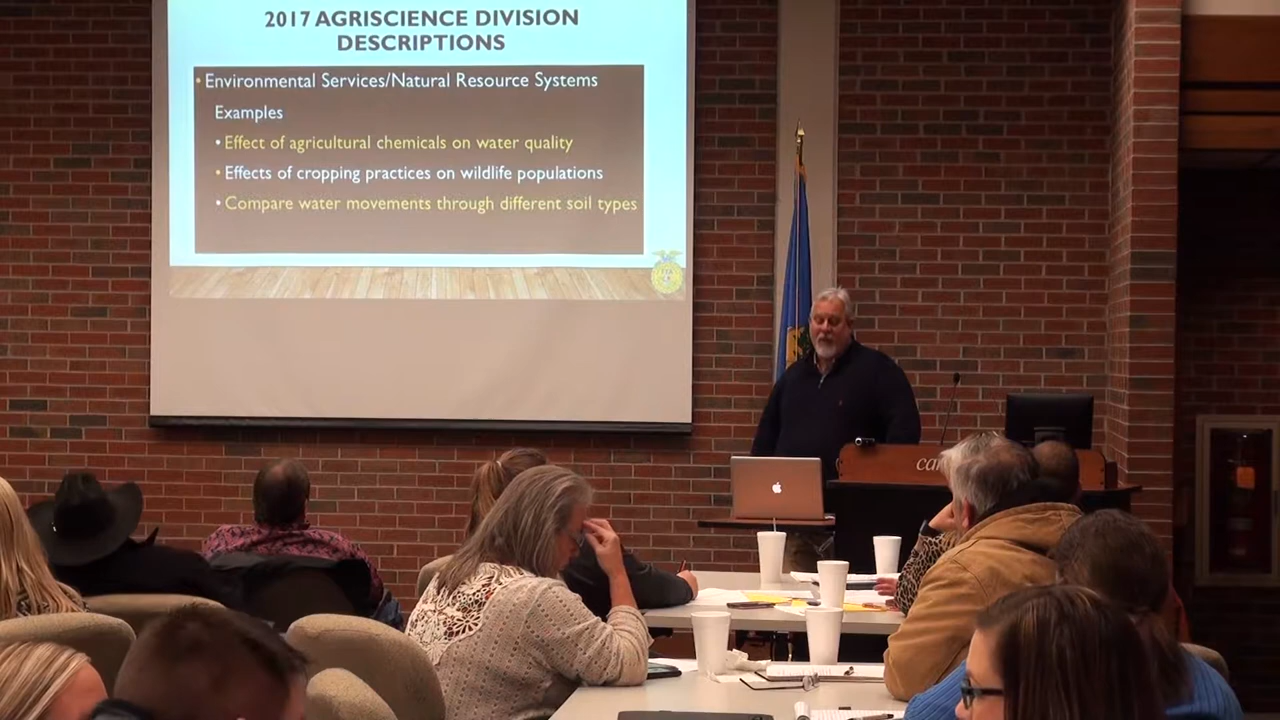 2017 AGRISCIENCE DIVISION
DESCRIPTIONS
• Environmental Services/Natural Resource Systems
Examples
• Effect of agricultural chemicals on water quality
• Effects of cropping practices on wildlife populations
• Compare water movements through different soil types